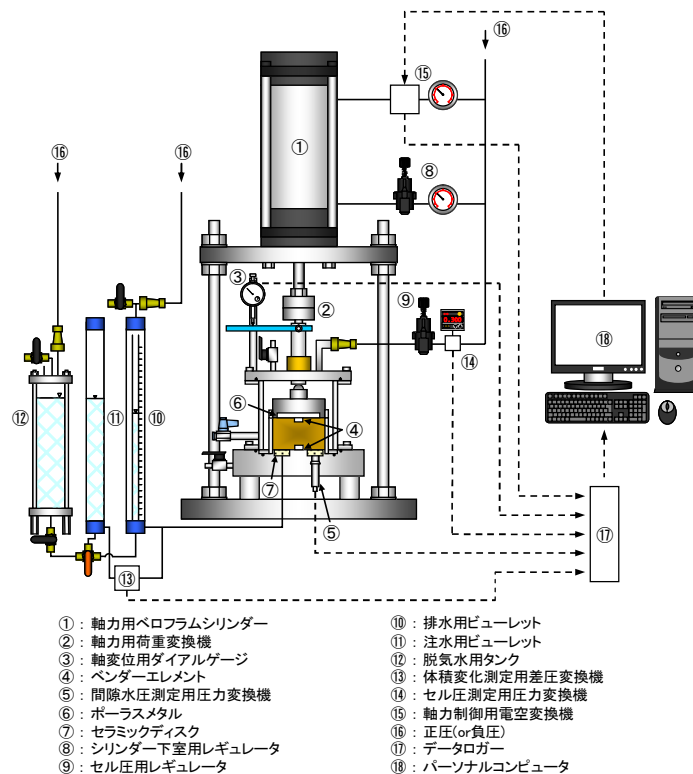 ⑯
⑮
①
⑯
⑯
⑧
③
②
⑨
0.300
⑭
⑱
⑫
⑪
⑩
⑥
④
⑦
⑤
⑰
⑬
①：軸力用ベロフラムシリンダー
②：軸力用荷重変換機
③：軸変位用ダイアルゲージ
④：ベンダーエレメント
⑤：間隙水圧測定用圧力変換機
⑥：ポーラスメタル
⑦：セラミックディスク
⑧：シリンダー下室用レギュレータ
⑨：セル圧用レギュレータ
⑩：排水用ビューレット
⑪：注水用ビューレット
⑫：脱気水用タンク
⑬：体積変化測定用差圧変換機
⑭：セル圧測定用圧力変換機
⑮：軸力制御用電空変換機
⑯：正圧(or負圧)
⑰：データロガー
⑱：パーソナルコンピュータ